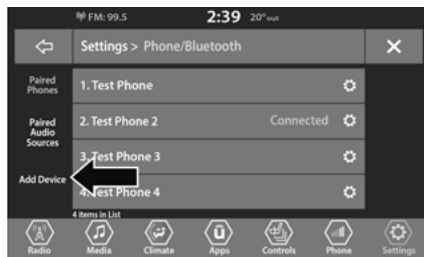 FM: 99.5 2:39 20° out
Settings > Phone/Bluetooth X
Paired
Phones
1. Test Phone
Paired
Audio
Sources
2. Test Phone 2 Connected
3. Test Phone 3
Add Device
4. Test Phone 4
4 items in List
Radio Media Climate Apps Controls Phone Settings